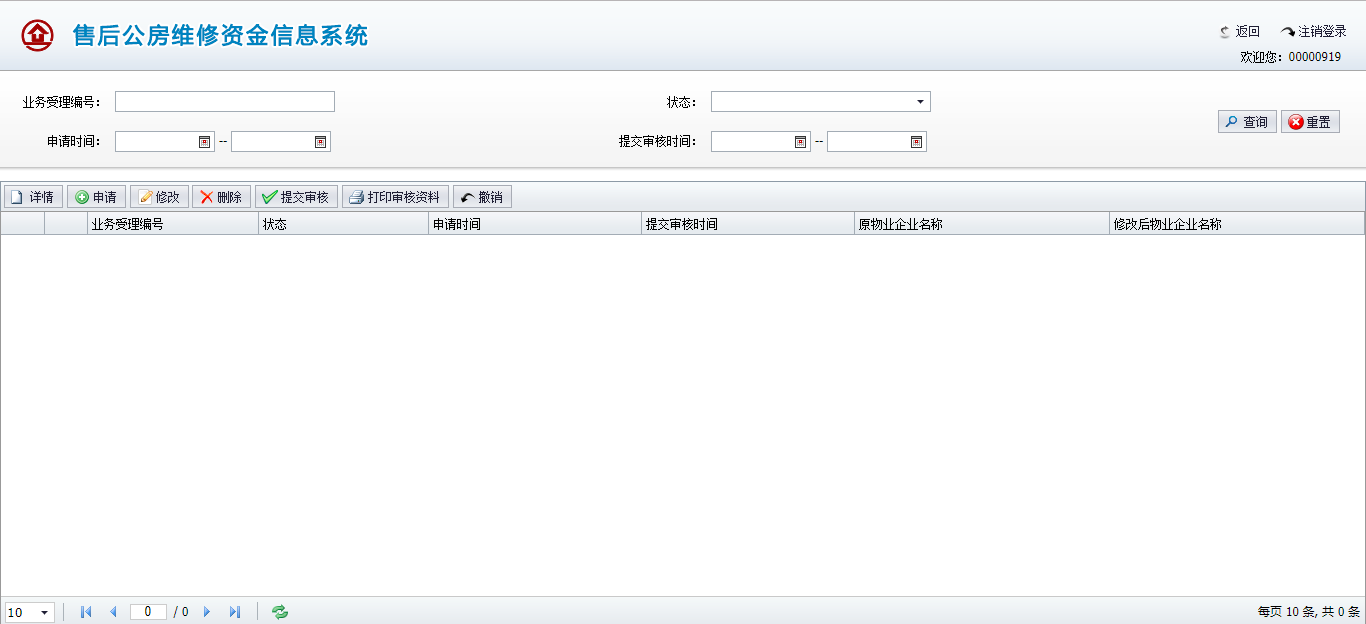 售后公房维修资金信息系统
返回 注销登录
欢迎您：00000919
业务受理编号： 状态：
查询 重置
申请时间： -- 提交审核时间： --
详情 申请 修改 删除 提交审核 打印审核资料 撤销
业务受理编号 状态 申请时间 提交审核时间 原物业企业名称 修改后物业企业名称
10 0 / 0 每页 10 条, 共 0 条